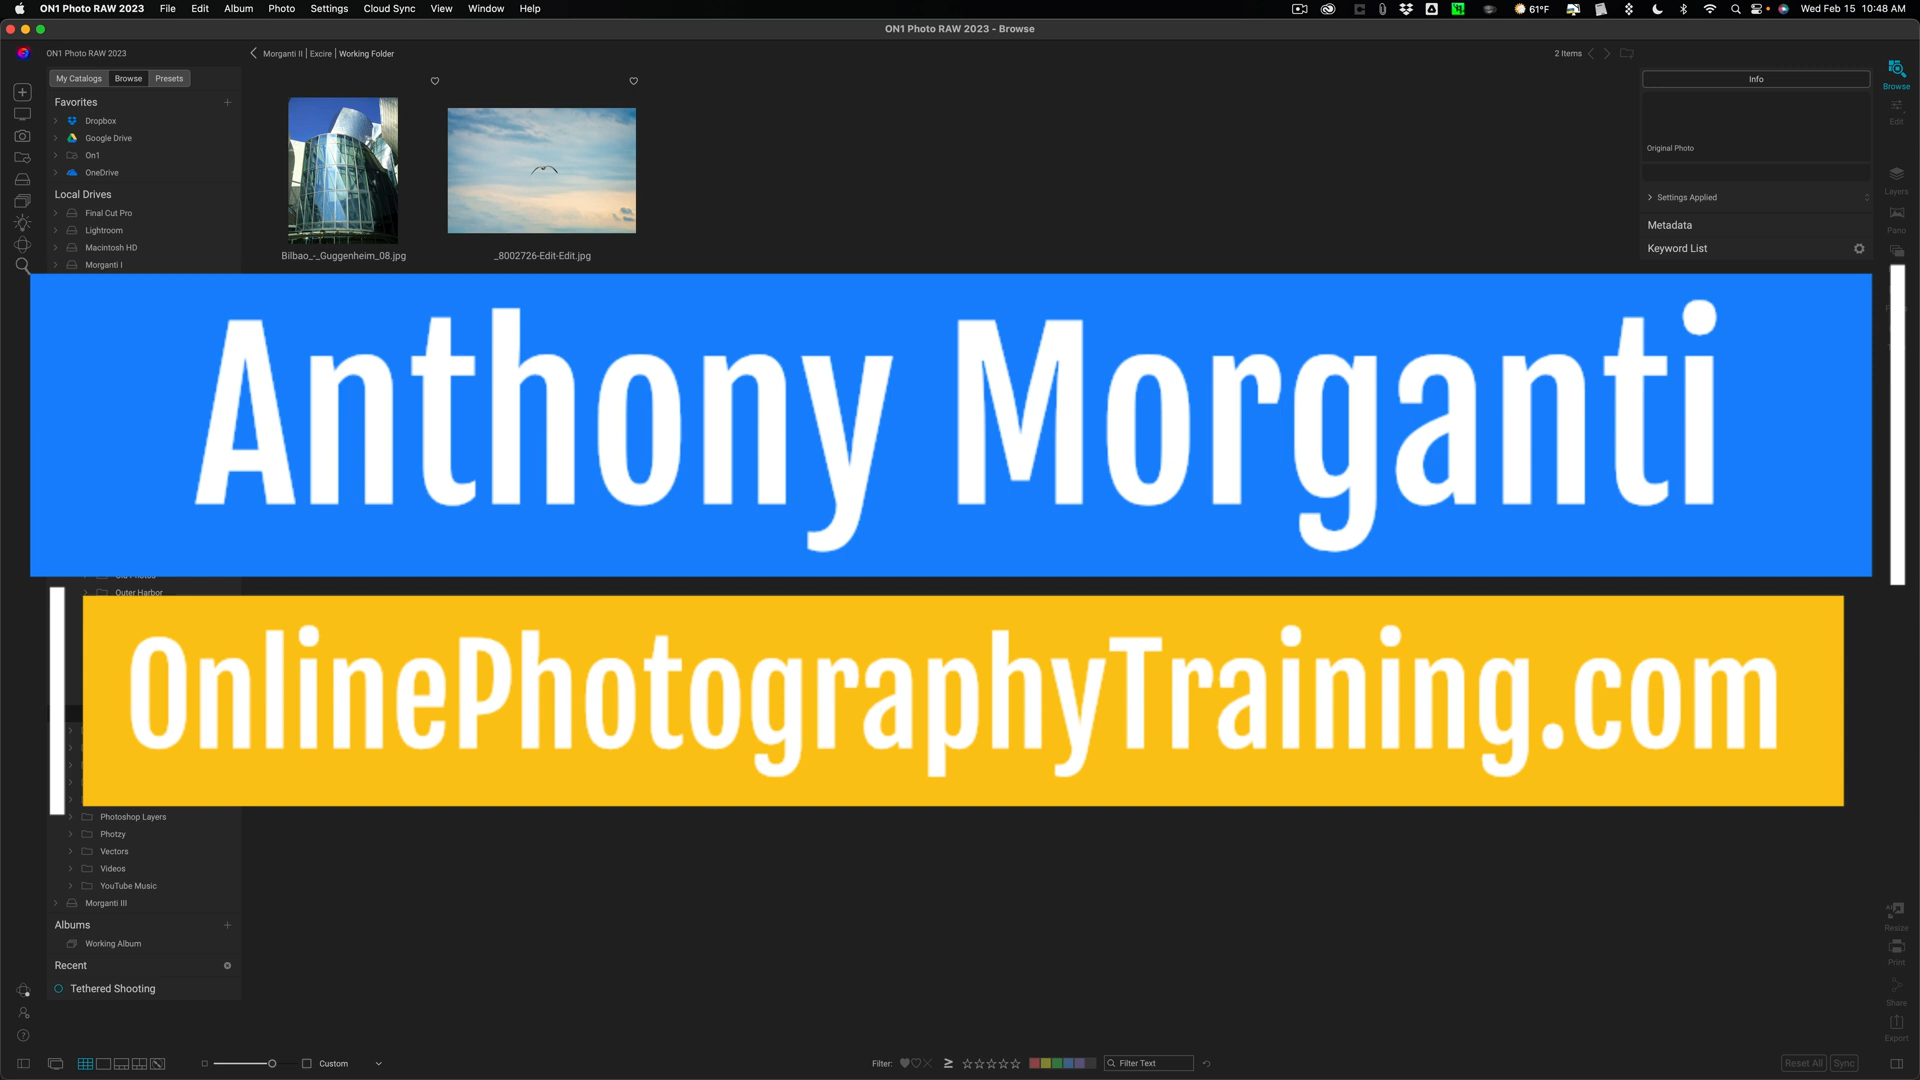 ON1 Photo RAW 2023 File Edit Album Photo Settings Cloud Sync View Window Help 61°F Wed Feb 15 10:48 AM
ON1 Photo RAW 2023 - Browse
ON1 Photo RAW 2023
Morganti II | Excire | Working Folder
2 Items
My Catalogs Browse Presets
Info
Browse
Favorites
Dropbox
Google Drive
On1
OneDrive
Edit
Original Photo
Local Drives
Settings Applied
Layers
Final Cut Pro
Lightroom
Macintosh HD
Morganti I
Metadata
Pano
Keyword List
Bilbao_-_Guggenheim_08.jpg
_8002726-Edit-Edit.jpg
Anthony Morganti
Outer Harbor
OnlinePhotographyTraining.com
Photoshop Layers
Photzy
Vectors
Videos
YouTube Music
Morganti III
Albums
Working Album
Recent
Tethered Shooting
Resize
Print
Share
Export
Custom
Filter:
Filter Text
Reset All Sync